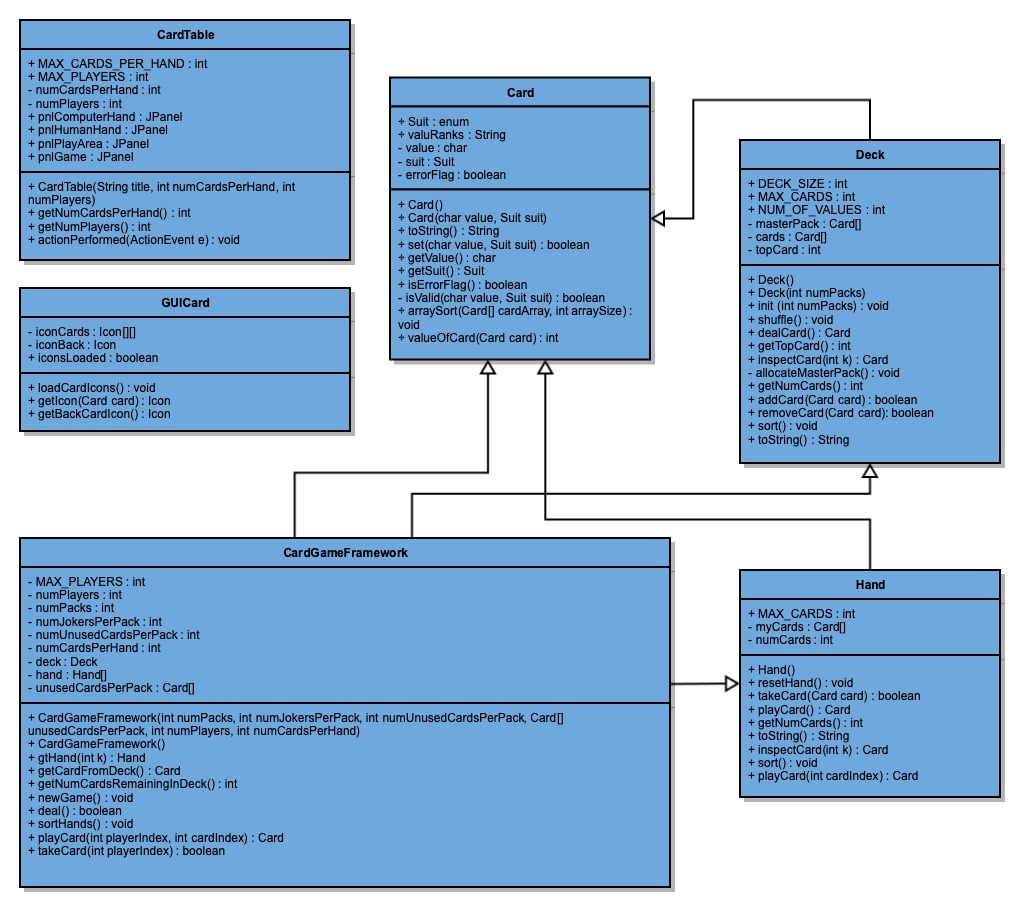 CardTable
+ MAX_CARDS_PER_HAND : int
+ MAX_PLAYERS : int
- numCardsPerHand : int
- numPlayers : int
+ pnlComputerHand : JPanel
+ pnlHumanHand : JPanel
+ pnlPlayArea : JPanel
+ pnlGame : JPanel
+ CardTable(String title, int numCardsPerHand, int
numPlayers)
+ getNumCardsPerHand() : int
+ getNumPlayers() : int
+ actionPerformed(ActionEvent e) : void
GUICard
- iconCards : Icon[][]
- iconBack : Icon
+ iconsLoaded : boolean
+ loadCardIcons() : void
+ getIcon(Card card) : Icon
+ getBackCardIcon() : Icon
Card
+ Suit : enum
+ valuRanks : String
- value : char
- suit : Suit
- errorFlag : boolean
+ Card()
+ Card(char value, Suit suit)
+ toString() : String
+ set(char value, Suit suit) : boolean
+ getValue() : char
+ getSuit() : Suit
+ isErrorFlag() : boolean
- isValid(char value, Suit suit) : boolean
+ arraySort(Card[] cardArray, int arraySize) :
void
+ valueOfCard(Card card) : int
Deck
+ DECK_SIZE : int
+ MAX_CARDS : int
+ NUM_OF_VALUES : int
- masterPack : Card[]
- cards : Card[]
- topCard : int
+ Deck()
+ Deck(int numPacks)
+ init (int numPacks) : void
+ shuffle() : void
+ dealCard() : Card
+ getTopCard() : int
+ inspectCard(int k) : Card
- allocateMasterPack() : void
+ getNumCards() : int
+ addCard(Card card) : boolean
+ removeCard(Card card): boolean
+ sort() : void
+ toString() : String
CardGameFramework
- MAX_PLAYERS : int
- numPlayers : int
- numPacks : int
- numJokersPerPack : int
- numUnusedCardsPerPack : int
- numCardsPerHand : int
- deck : Deck
- hand : Hand[]
- unusedCardsPerPack : Card[]
+ CardGameFramework(int numPacks, int numJokersPerPack, int numUnusedCardsPerPack, Card[]
unusedCardsPerPack, int numPlayers, int numCardsPerHand)
+ CardGameFramework()
+ gtHand(int k) : Hand
+ getCardFromDeck() : Card
+ getNumCardsRemainingInDeck() : int
+ newGame() : void
+ deal() : boolean
+ sortHands() : void
+ playCard(int playerIndex, int cardIndex) : Card
+ takeCard(int playerIndex) : boolean
Hand
+ MAX_CARDS : int
- myCards : Card[]
- numCards : int
+ Hand()
+ resetHand() : void
+ takeCard(Card card) : boolean
+ playCard() : Card
+ getNumCards() : int
+ toString() : String
+ inspectCard(int k) : Card
+ sort() : void
+ playCard(int cardIndex) : Card